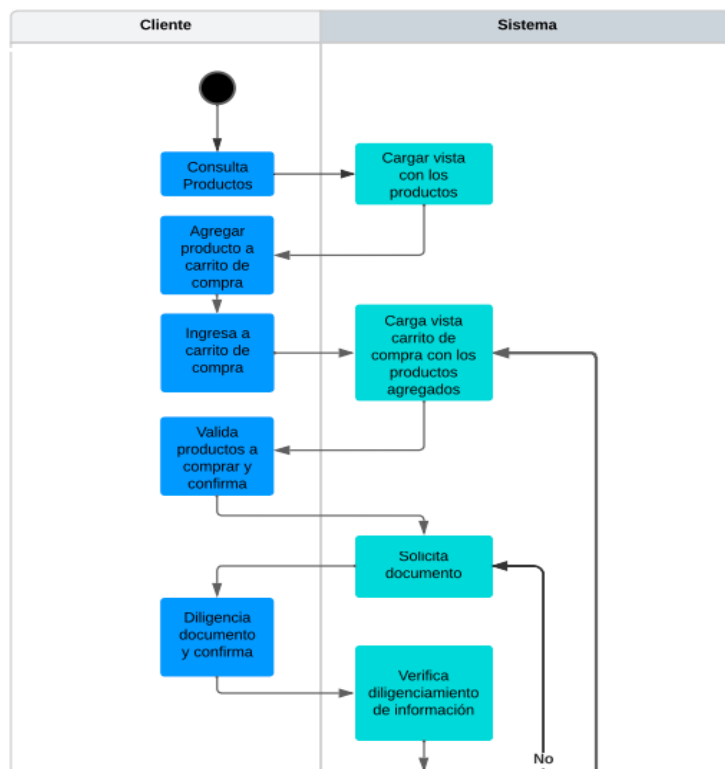 Cliente
Sistema
Consulta
Productos
Cargar vista
con los
productos
Agregar
producto a
carrito de
compra
Ingresa a
carrito de
compra
Carga vista
carrito de
compra con los
productos
agregados
Valida
productos a
comprar y
confirma
Solicita
documento
Diligencia
documento
y confirma
Verifica
diligenciamiento
de información
No